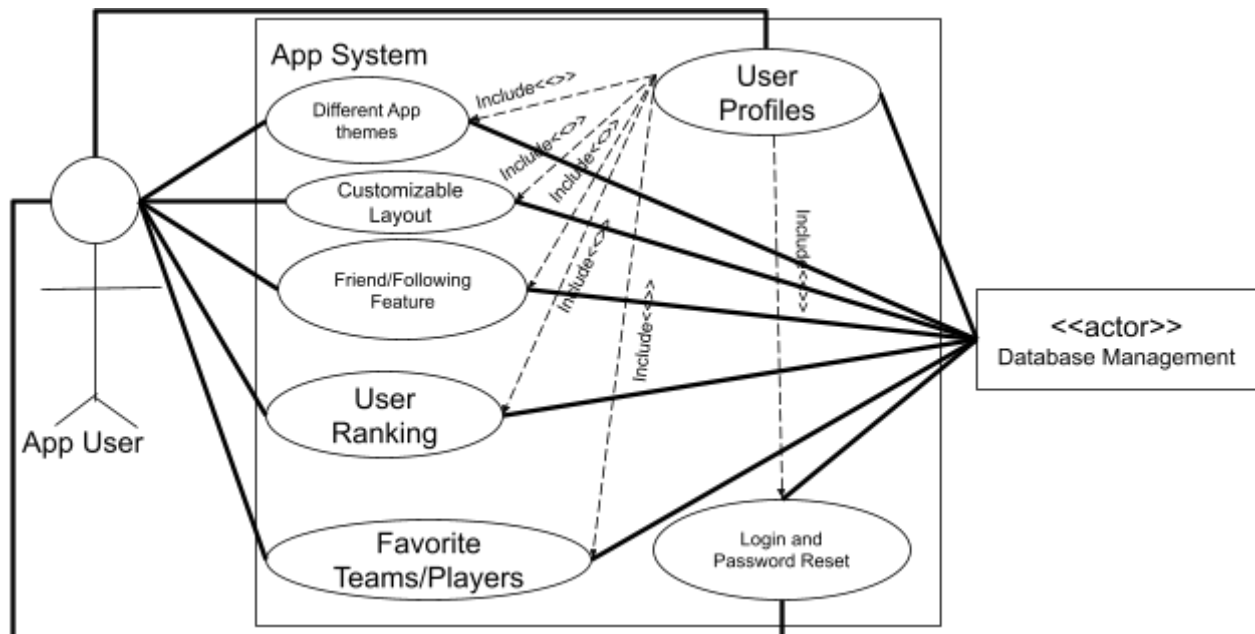 App System
User
Profiles
Different App
themes
Include<<>>
Include<<>>
Include<<>>
Include<<>>
Include<<>>
Include<<>>
Customizable
Layout
Friend/Following
Feature
<<actor>>
Database Management
User
Ranking
App User
Favorite
Teams/Players
Login and
Password Reset